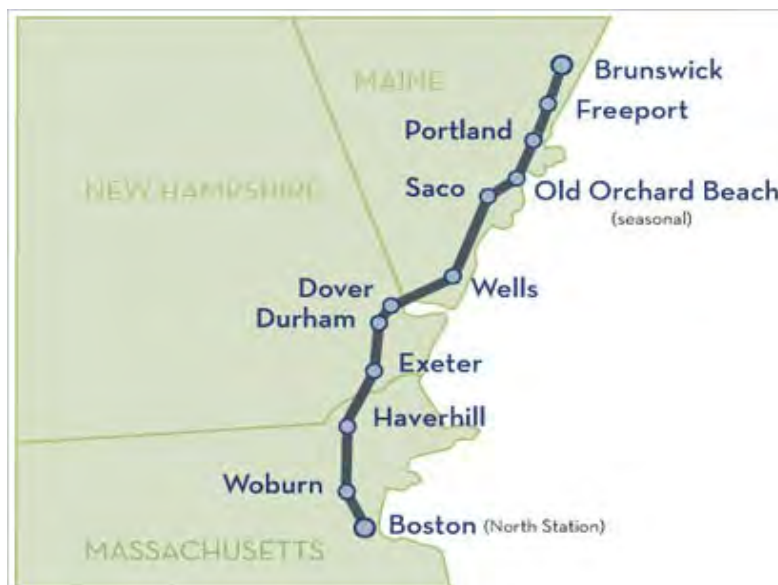 Brunswick
MAINE
Freeport
Portland
NEW HAMPSHIRE
Saco
Old Orchard Beach
(seasonal)
Dover
Wells
Durham
Exeter
Haverhill
Woburn
Boston (North Station)
MASSACHUSETTS